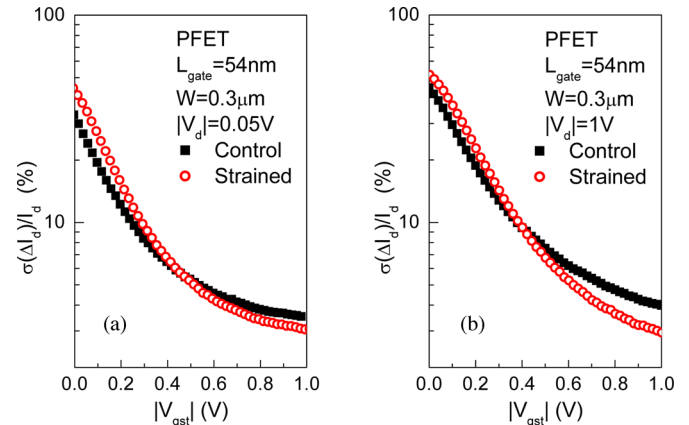 100
PFET
L_gate=54nm
W=0.3μm
|V_d|=0.05V
Control
Strained
σ(ΔI_d)/I_d (%)
10
(a)
0.0 0.2 0.4 0.6 0.8 1.0
|V_gst| (V)
100
PFET
L_gate=54nm
W=0.3μm
|V_d|=1V
Control
Strained
σ(ΔI_d)/I_d (%)
10
(b)
0.0 0.2 0.4 0.6 0.8 1.0
|V_gst| (V)